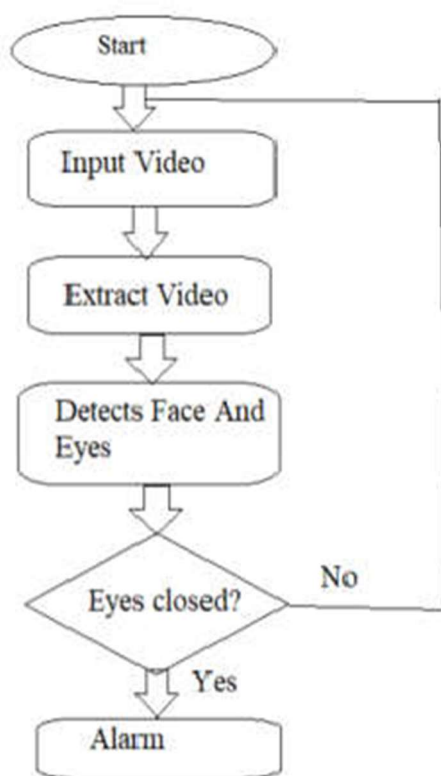 Start
Input Video
Extract Video
Detects Face And
Eyes
Eyes closed?
No
Yes
Alarm